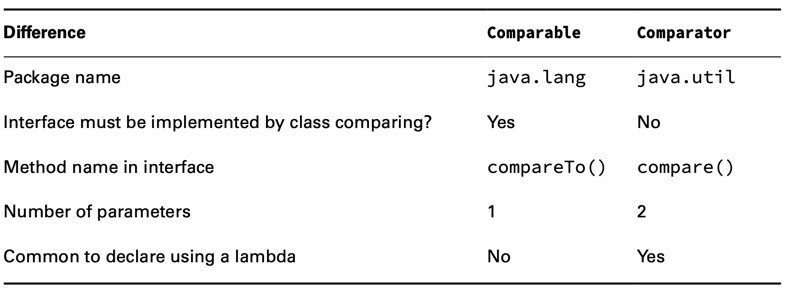 Difference Comparable Comparator
Package name java.lang java.util
Interface must be implemented by class comparing? Yes No
Method name in interface compareTo() compare()
Number of parameters 1 2
Common to declare using a lambda No Yes